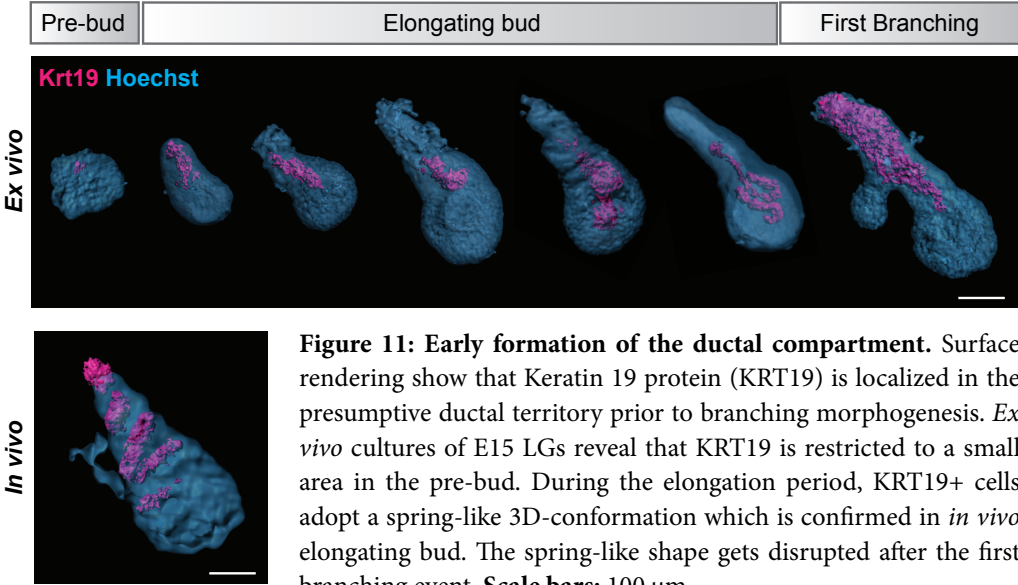 Pre-bud
Elongating bud
First Branching
Krt19 Hoechst
Ex vivo
In vivo
Figure 11: Early formation of the ductal compartment. Surface
rendering show that Keratin 19 protein (KRT19) is localized in the
presumptive ductal territory prior to branching morphogenesis. Ex
vivo cultures of E15 LGs reveal that KRT19 is restricted to a small
area in the pre-bud. During the elongation period, KRT19+ cells
adopt a spring-like 3D-conformation which is confirmed in in vivo
elongating bud. The spring-like shape gets disrupted after the first
branching event. Scale bars: 100 µm